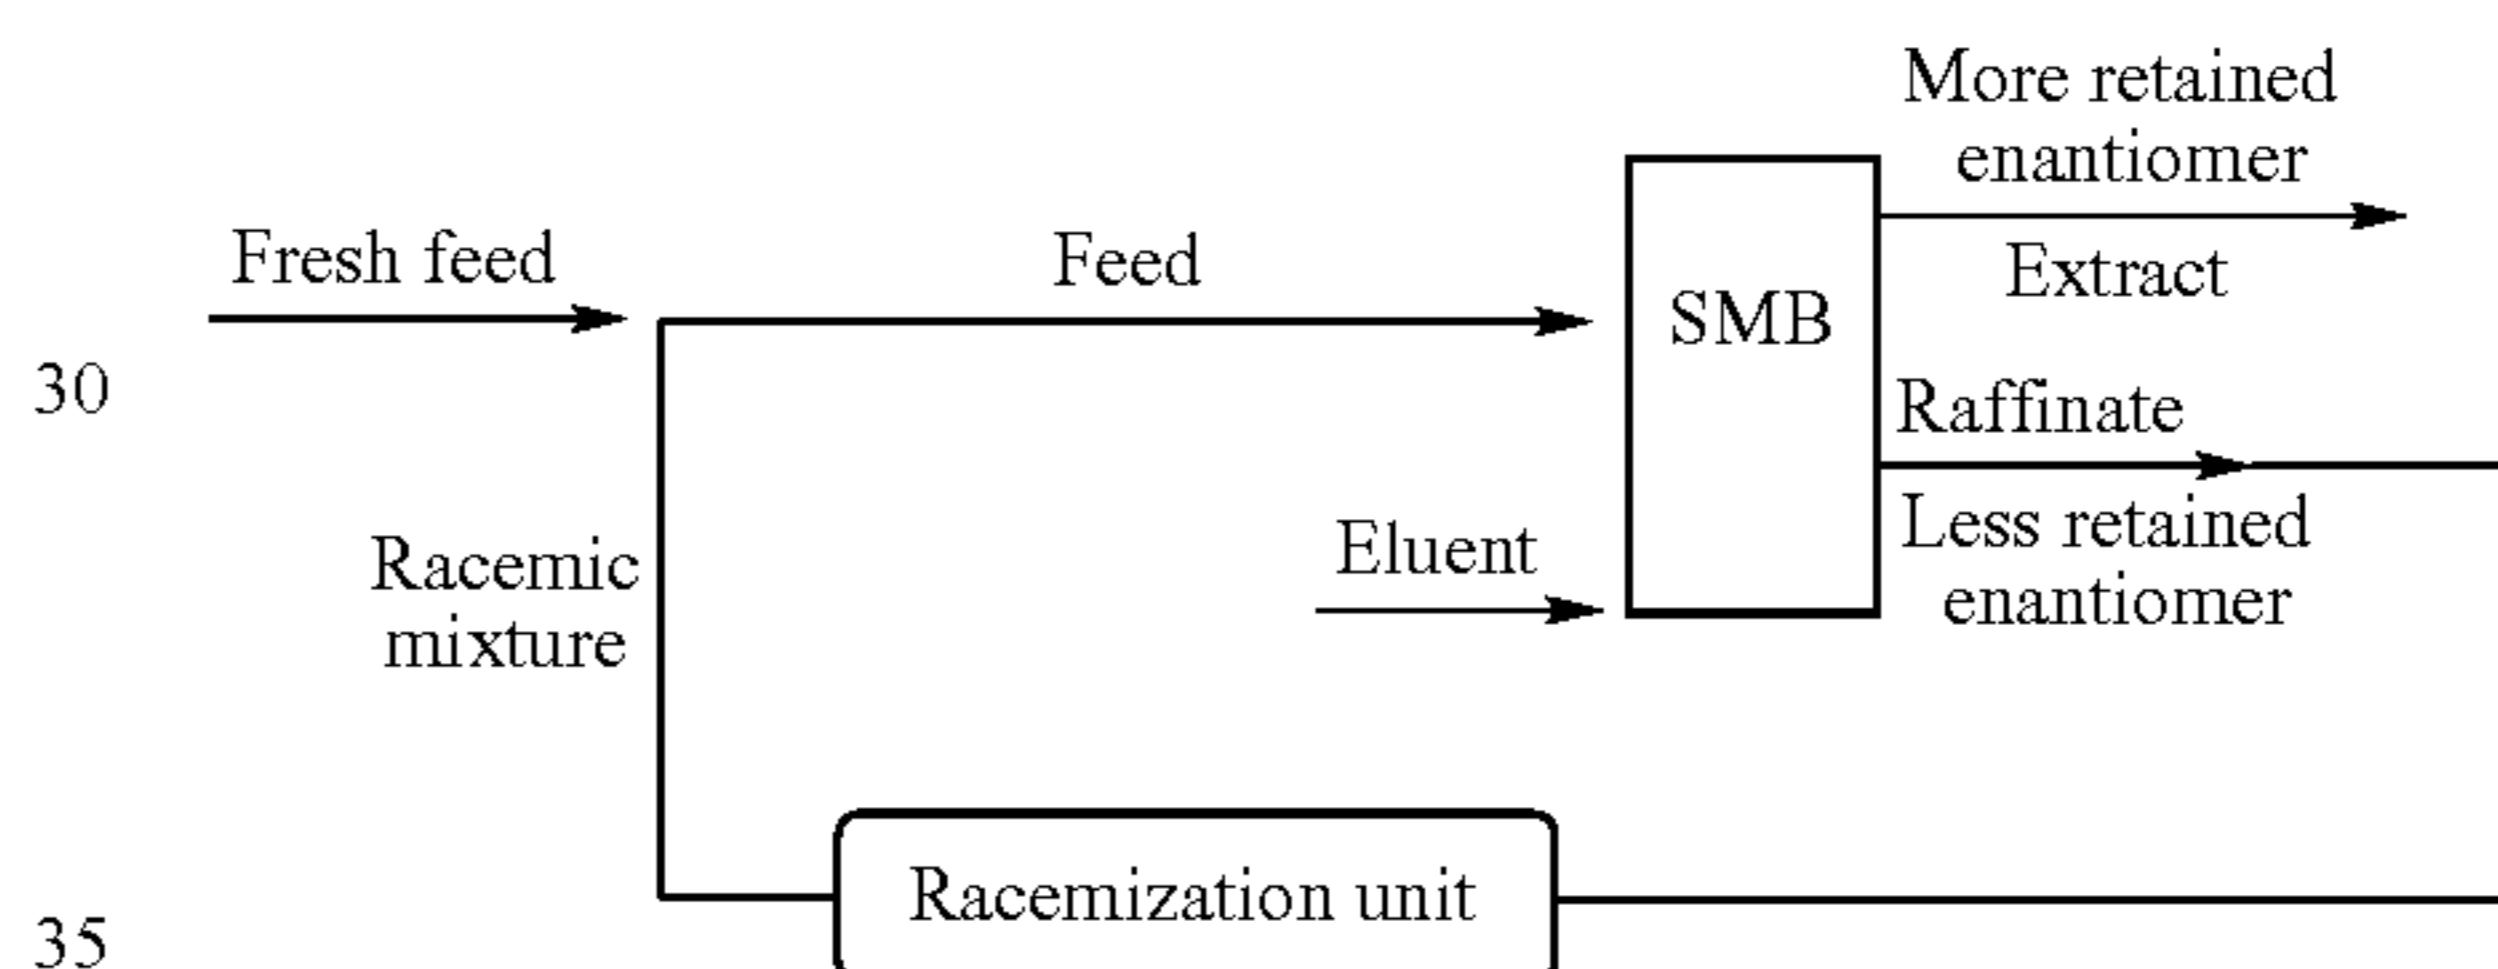 More retained
enantiomer
Fresh feed
Feed
Extract
SMB
30
Raffinate
Eluent
Less retained
enantiomer
Racemic
mixture
Racemization unit
35